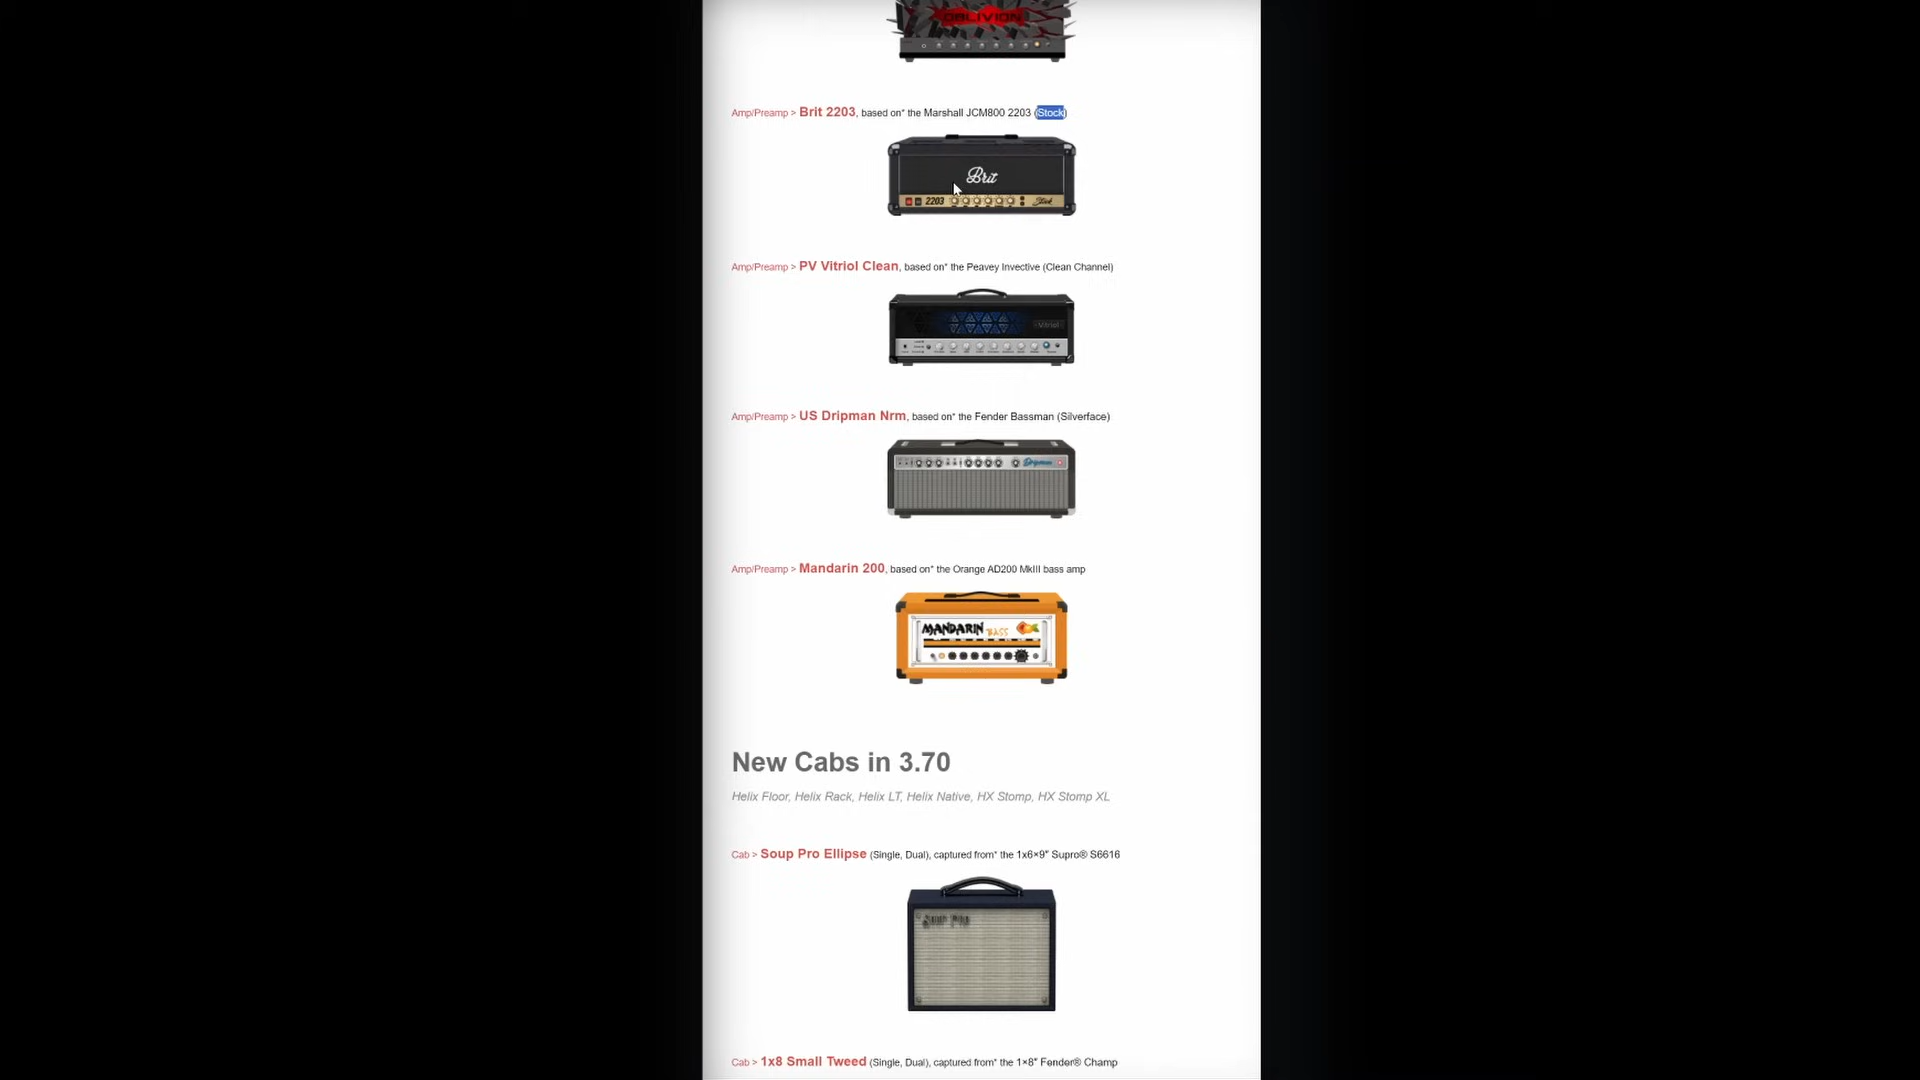 OBLIVION
Amp/Preamp > Brit 2203, based on* the Marshall JCM800 2203 (Stock)
Brit
2203
Stock
Amp/Preamp > PV Vitriol Clean, based on* the Peavey Invective (Clean Channel)
Vitriol
Amp/Preamp > US Dripman Nrm, based on* the Fender Bassman (Silverface)
Dripman
Amp/Preamp > Mandarin 200, based on* the Orange AD200 MkIII bass amp
MANDARIN BASS
New Cabs in 3.70
Helix Floor, Helix Rack, Helix LT, Helix Native, HX Stomp, HX Stomp XL
Cab > Soup Pro Ellipse (Single, Dual), captured from* the 1x6×9" Supro® S6616
Soup Pro
Cab > 1x8 Small Tweed (Single, Dual), captured from* the 1×8" Fender® Champ